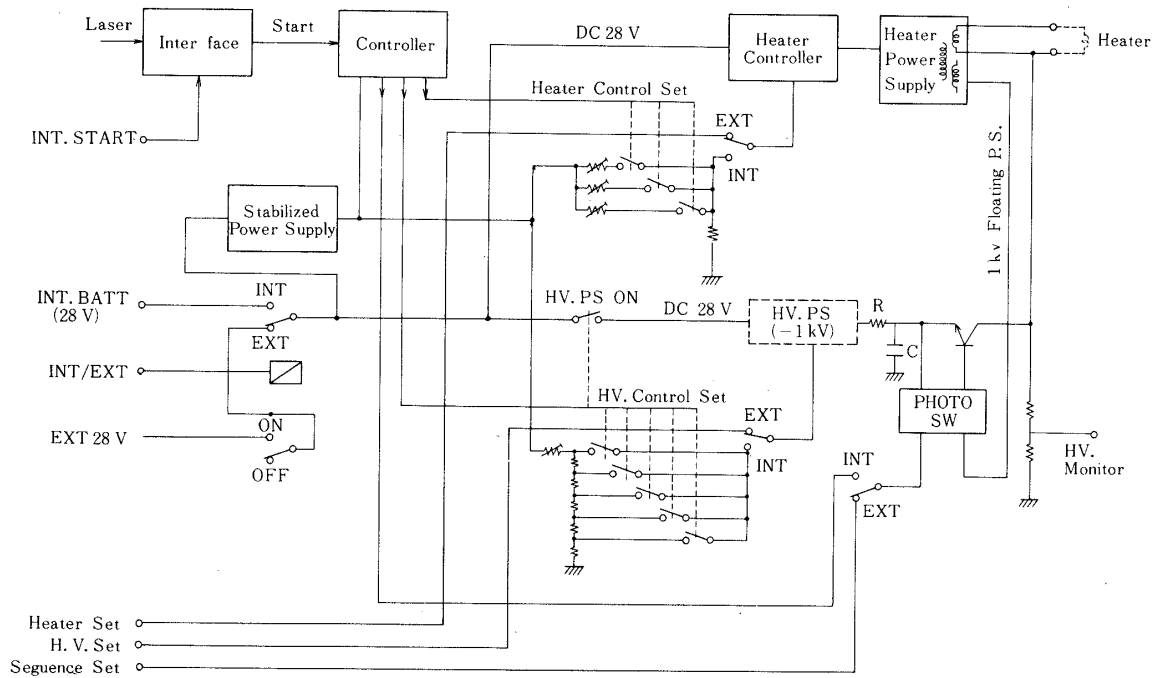 Laser
Inter face
Start
Controller
DC 28 V
Heater
Controller
Heater
Power
Supply
Heater
INT. START
Heater Control Set
EXT
INT
Stabilized
Power Supply
1 kv Floating P.S.
INT. BATT
(28 V)
INT
EXT
HV. PS ON
DC 28 V
HV. PS
(−1 kV)
R
C
INT/EXT
HV. Control Set
EXT
INT
PHOTO
SW
HV.
Monitor
EXT 28 V
ON
OFF
INT
EXT
Heater Set
H. V. Set
Seguence Set